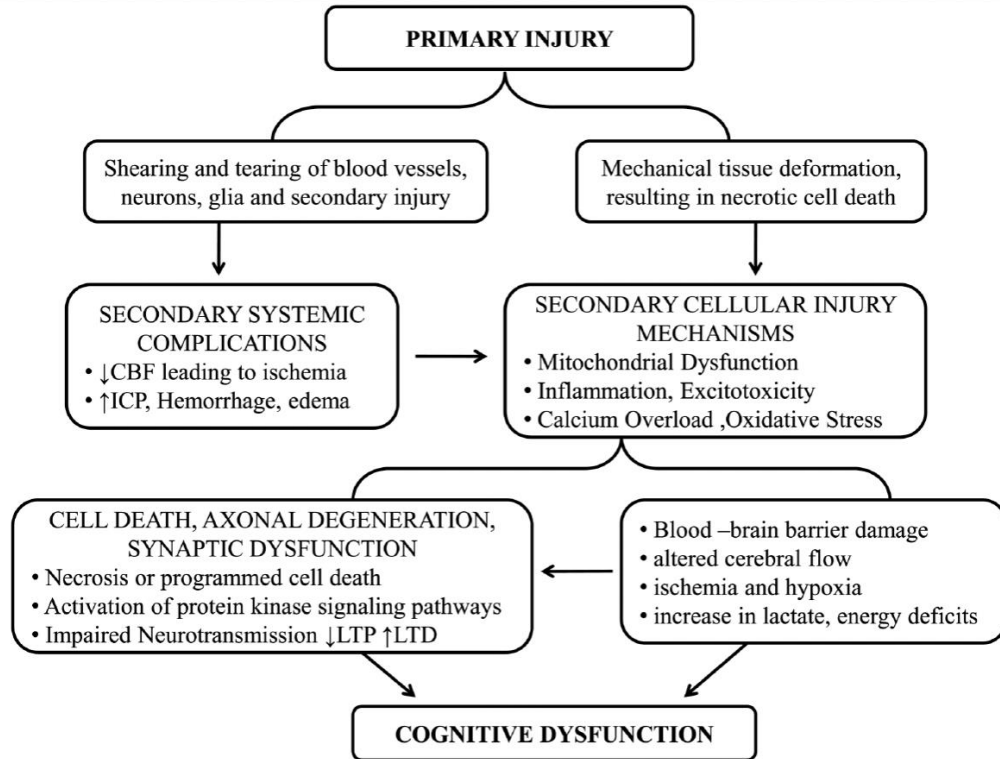 PRIMARY INJURY
Shearing and tearing of blood vessels,
neurons, glia and secondary injury
Mechanical tissue deformation,
resulting in necrotic cell death
SECONDARY SYSTEMIC
COMPLICATIONS
• ↓CBF leading to ischemia
• ↑ICP, Hemorrhage, edema
SECONDARY CELLULAR INJURY
MECHANISMS
• Mitochondrial Dysfunction
• Inflammation, Excitotoxicity
• Calcium Overload ,Oxidative Stress
CELL DEATH, AXONAL DEGENERATION,
SYNAPTIC DYSFUNCTION
• Necrosis or programmed cell death
• Activation of protein kinase signaling pathways
• Impaired Neurotransmission ↓LTP ↑LTD
• Blood –brain barrier damage
• altered cerebral flow
• ischemia and hypoxia
• increase in lactate, energy deficits
COGNITIVE DYSFUNCTION